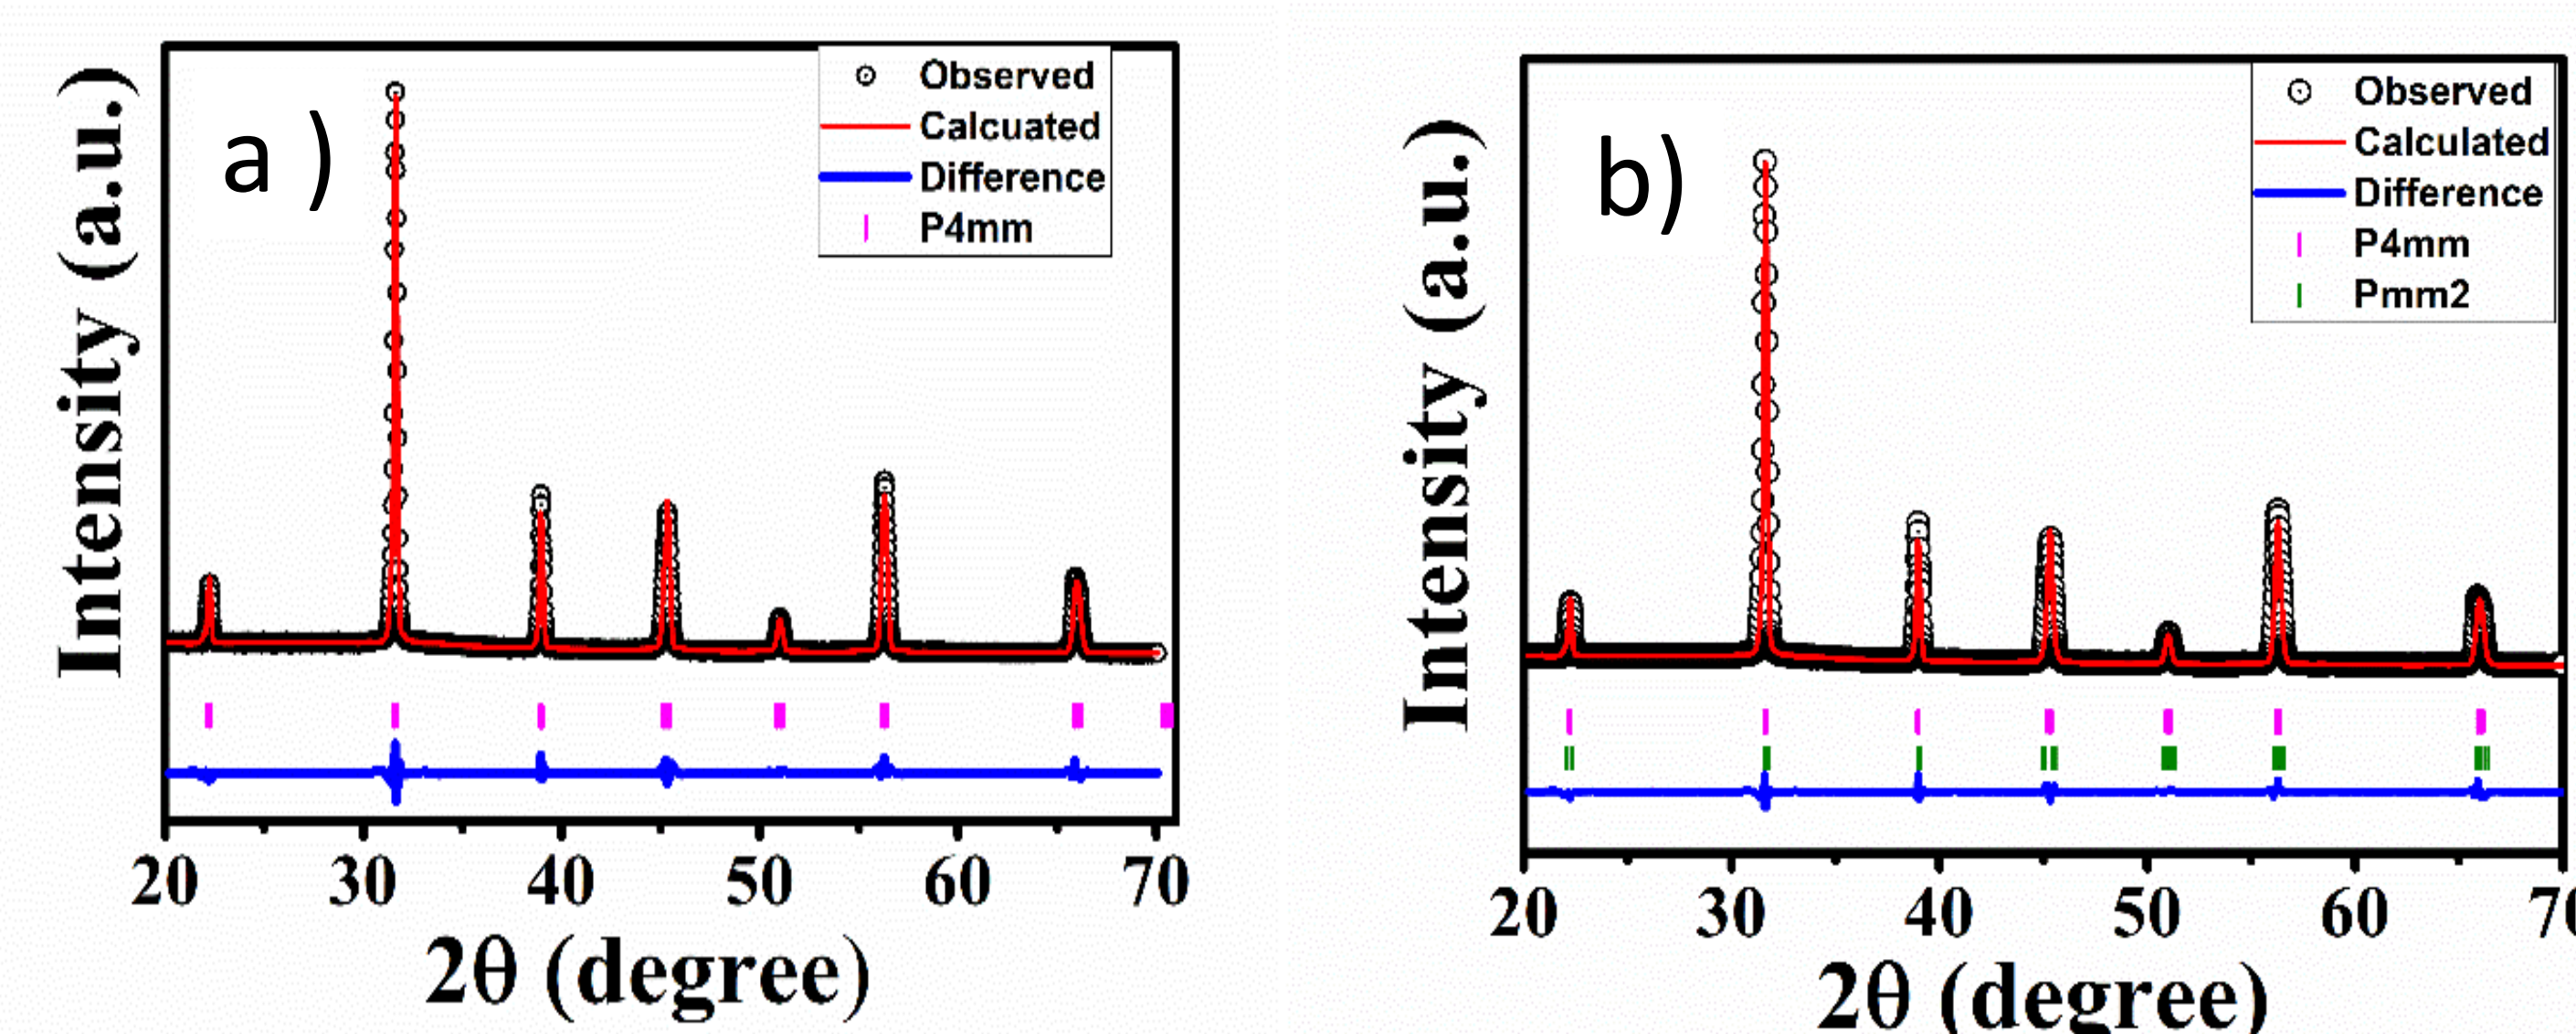 a )
Observed
Calcuated
Difference
P4mm
Intensity (a.u.)
20 30 40 50 60 70
2θ (degree)
b)
Observed
Calculated
Difference
P4mm
Pmm2
Intensity (a.u.)
20 30 40 50 60 70
2θ (degree)